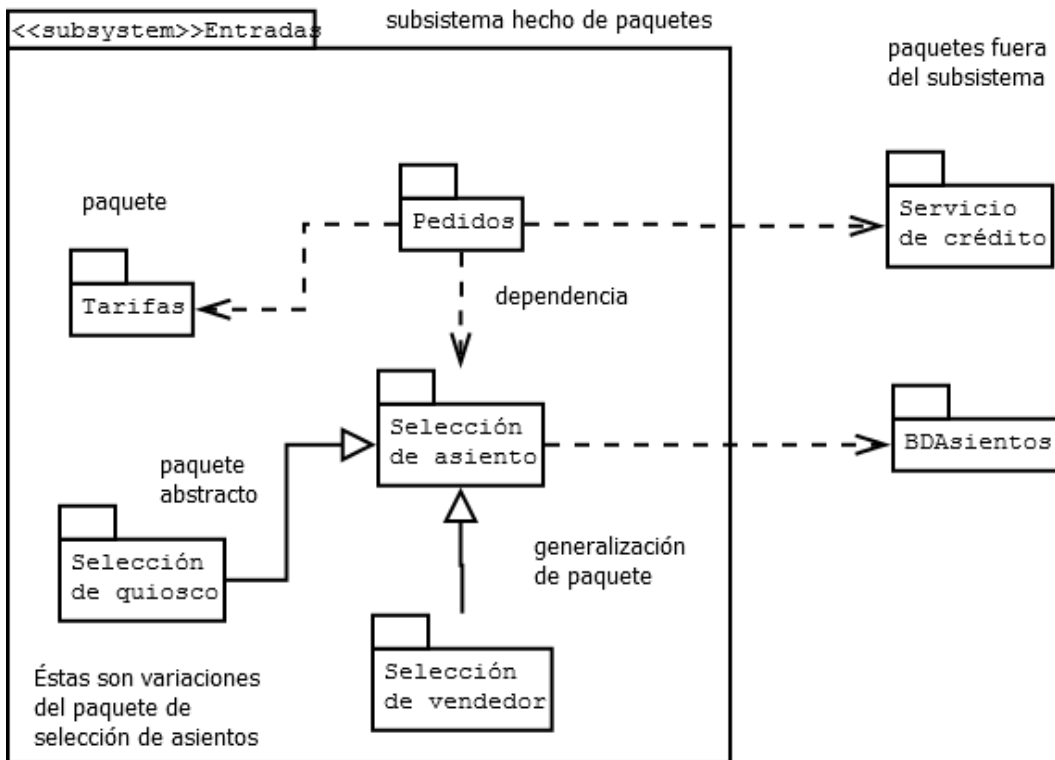 <<subsystem>>Entradas
subsistema hecho de paquetes
paquetes fuera
del subsistema
paquete
Pedidos
Servicio
de crédito
Tarifas
dependencia
Selección
de asiento
BDAsientos
paquete
abstracto
Selección
de quiosco
generalización
de paquete
Selección
de vendedor
Éstas son variaciones
del paquete de
selección de asientos